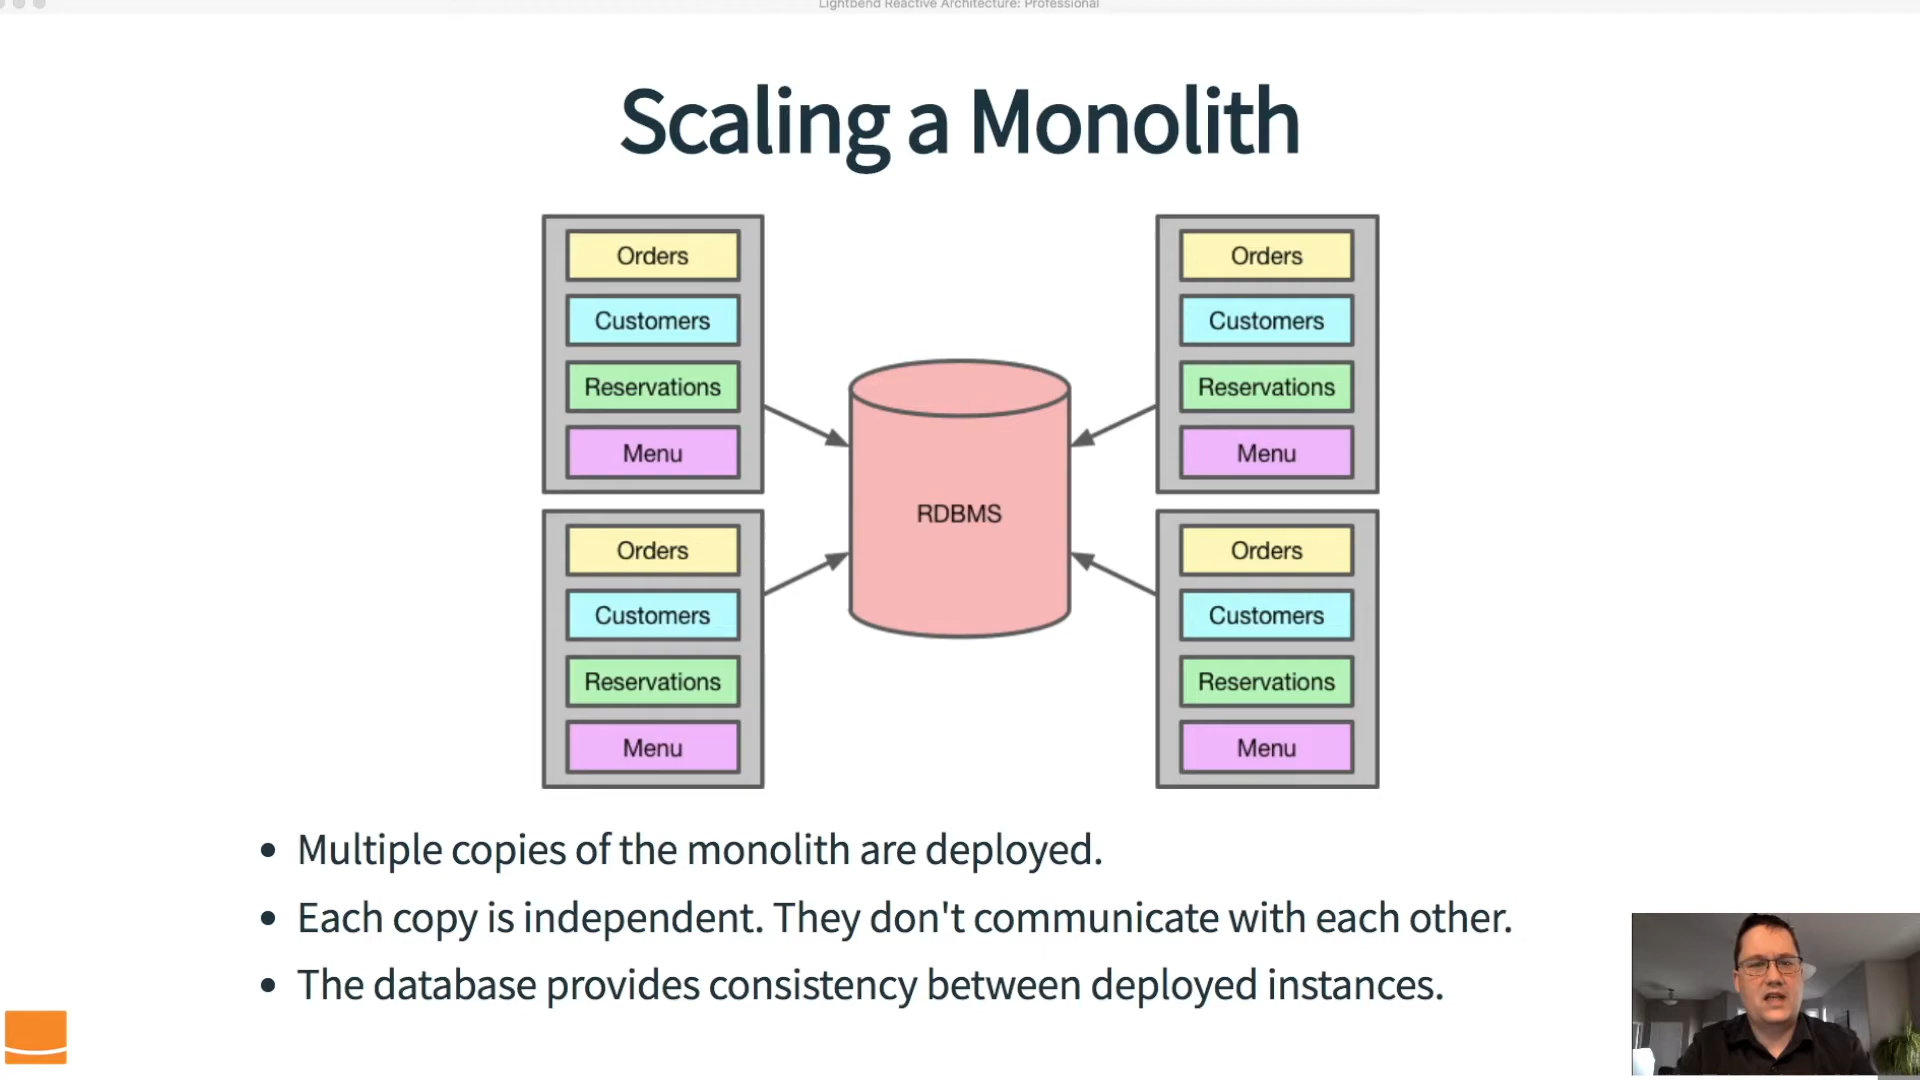 Lightbend Reactive Architecture: Professional
Scaling a Monolith
Orders
Customers
Reservations
Menu
Orders
Customers
Reservations
Menu
RDBMS
Orders
Customers
Reservations
Menu
Orders
Customers
Reservations
Menu
• Multiple copies of the monolith are deployed.
• Each copy is independent. They don't communicate with each other.
• The database provides consistency between deployed instances.